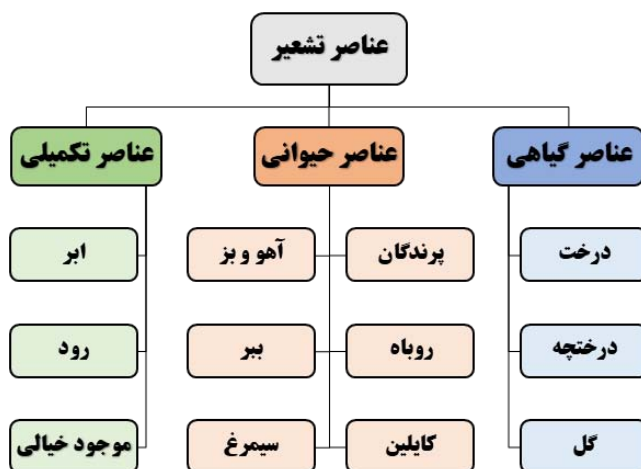 عناصر تشعیر
عناصر گیاهی
عناصر حیوانی
عناصر تکمیلی
درخت
پرندگان
آهو و بز
ابر
درختچه
روباه
ببر
رود
گل
کایلین
سیمرغ
موجود خیالی